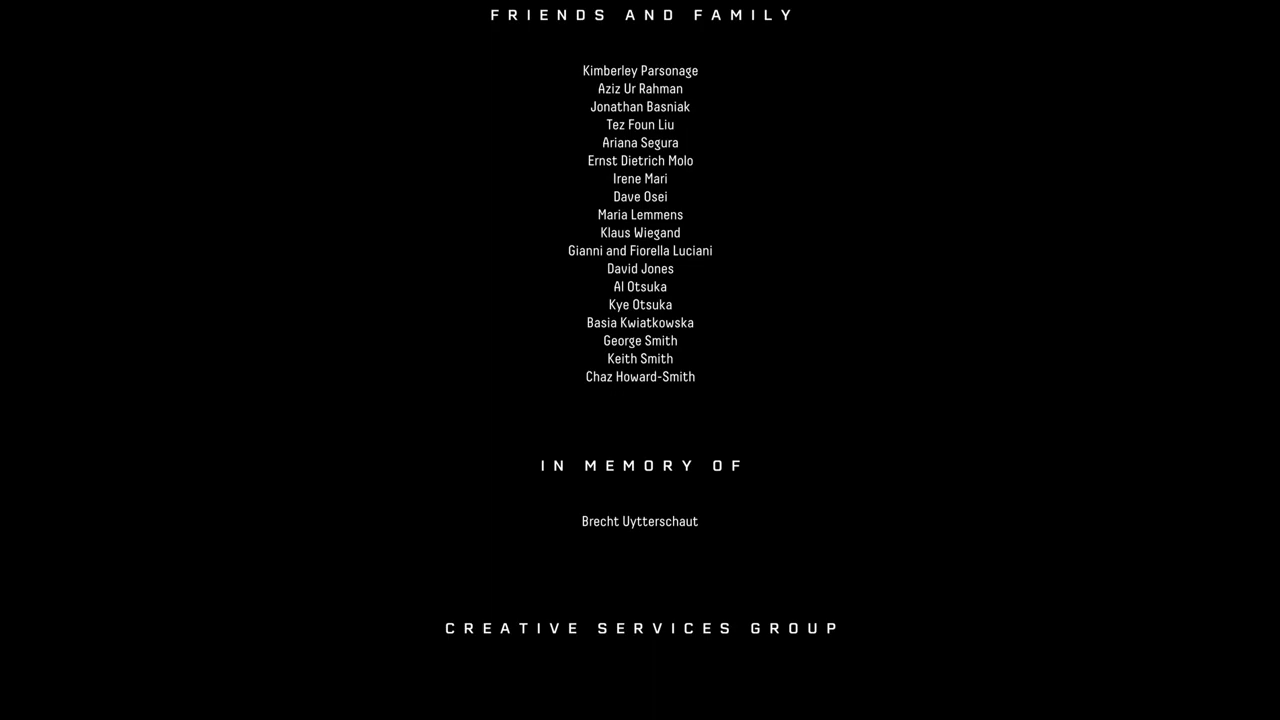 FRIENDS AND FAMILY
Kimberley Parsonage
Aziz Ur Rahman
Jonathan Basniak
Tez Foun Liu
Ariana Segura
Ernst Dietrich Molo
Irene Mari
Dave Osei
Maria Lemmens
Klaus Wiegand
Gianni and Fiorella Luciani
David Jones
Al Otsuka
Kye Otsuka
Basia Kwiatkowska
George Smith
Keith Smith
Chaz Howard-Smith
IN MEMORY OF
Brecht Uytterschaut
CREATIVE SERVICES GROUP